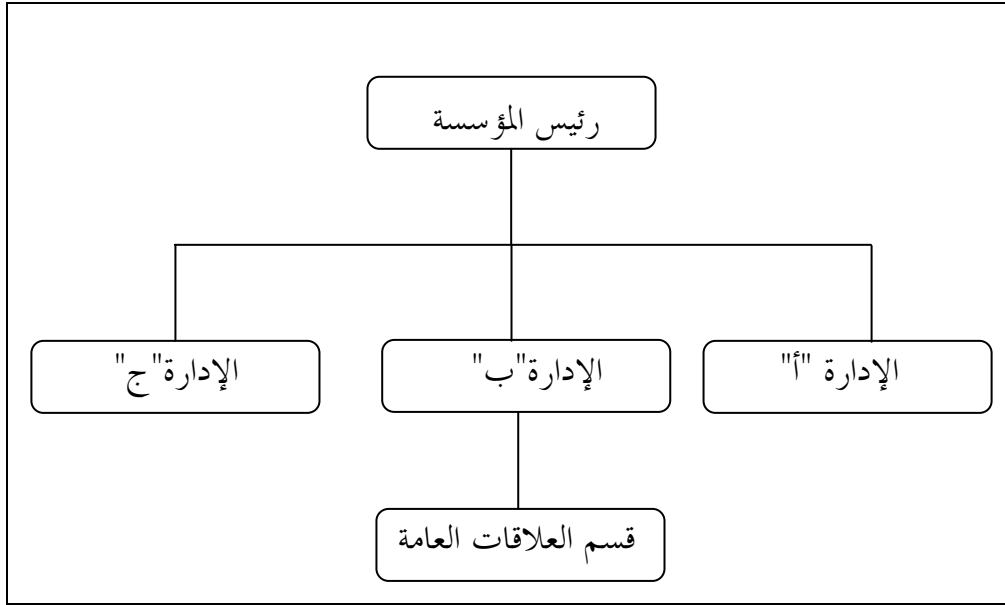 رئيس المؤسسة
الإدارة "أ"
الإدارة"ب"
الإدارة"ج"
قسم العلاقات العامة